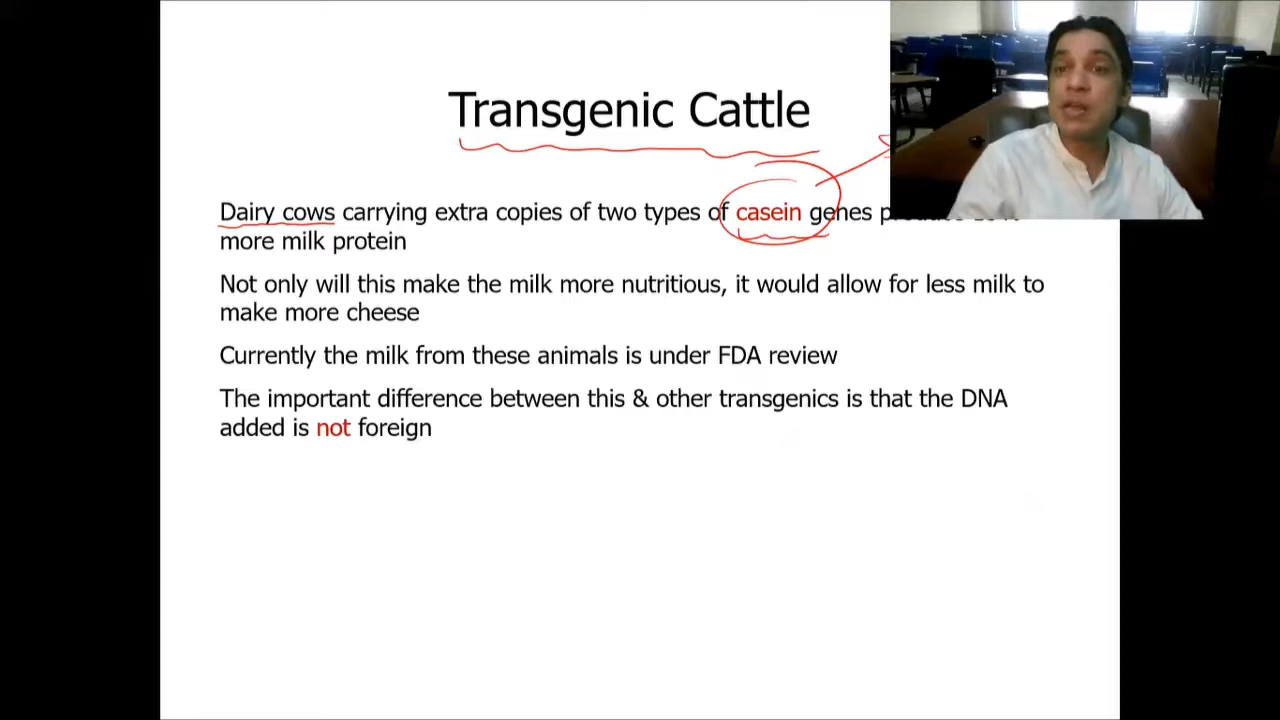 Transgenic Cattle
Dairy cows carrying extra copies of two types of casein genes
more milk protein
Not only will this make the milk more nutritious, it would allow for less milk to
make more cheese
Currently the milk from these animals is under FDA review
The important difference between this & other transgenics is that the DNA
added is not foreign